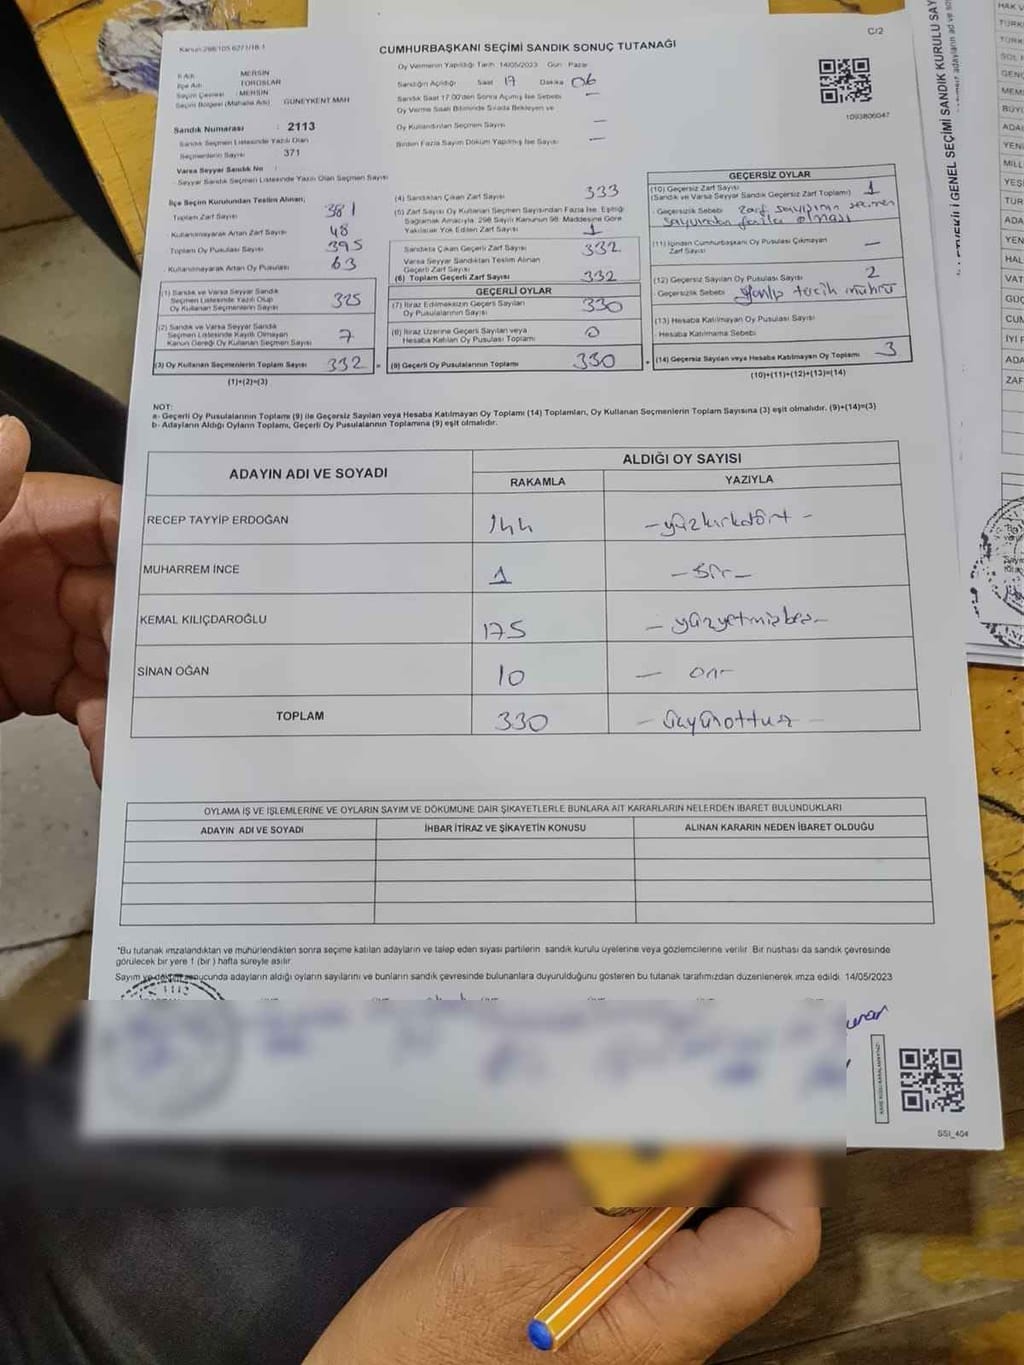 Kanun:298/105 6271/18-1
C/2
CUMHURBAŞKANI SEÇİMİ SANDIK SONUÇ TUTANAĞI
İl Adı : MERSİN
İlçe Adı : TOROSLAR
Seçim Çevresi : MERSİN
Seçim Bölgesi (Mahalle Adı) : GÜNEYKENT MAH
Sandık Numarası : 2113
Sandık Seçmen Listesinde Yazılı Olan
Seçmenlerin Sayısı : 371
Varsa Seyyar Sandık No :
- Seyyar Sandık Seçmen Listesinde Yazılı Olan Seçmen Sayısı
Oy Vermenin Yapıldığı Tarih: 14/05/2023 Gün: Pazar
Sandığın Açıldığı : Saat 17 Dakika 06
Sandık Saat 17.00'den Sonra Açılmış İse Sebebi —
Oy Verme Saati Bitiminde Sırada Bekleyen ve
Oy Kullandırılan Seçmen Sayısı —
Birden Fazla Sayım Döküm Yapılmış İse Sayısı —
1093806047
İlçe Seçim Kurulundan Teslim Alınan;
Toplam Zarf Sayısı 381
- Kullanılmayarak Artan Zarf Sayısı 48
Toplam Oy Pusulası Sayısı 395
- Kullanılmayarak Artan Oy Pusulası 63
(1) Sandık ve Varsa Seyyar Sandık
Seçmen Listesinde Yazılı Olup
Oy Kullanan Seçmenlerin Sayısı 325
(2) Sandık ve Varsa Seyyar Sandık
Seçmen Listesinde Kayıtlı Olmayan
Kanun Gereği Oy Kullanan Seçmen Sayısı 7
(3) Oy Kullanan Seçmenlerin Toplam Sayısı 332 =
(1)+(2)=(3)
(4) Sandıktan Çıkan Zarf Sayısı 333
(5) Zarf Sayısı Oy Kullanan Seçmen Sayısından Fazla İse, Eşitliği
Sağlamak Amacıyla, 298 Sayılı Kanunun 98. Maddesine Göre
Yakılarak Yok Edilen Zarf Sayısı 1
Sandıkta Çıkan Geçerli Zarf Sayısı 332
Varsa Seyyar Sandıktan Teslim Alınan
Geçerli Zarf Sayısı
(6) Toplam Geçerli Zarf Sayısı 332
GEÇERLİ OYLAR
(7) İtiraz Edilmeksizin Geçerli Sayılan
Oy Pusulalarının Sayısı 330
(8) İtiraz Üzerine Geçerli Sayılan veya
Hesaba Katılan Oy Pusulası Toplamı 0
(9) Geçerli Oy Pusulalarının Toplamı 330 +
GEÇERSİZ OYLAR
(10) Geçersiz Zarf Sayısı
(Sandık ve Varsa Seyyar Sandık Geçersiz Zarf Toplamı) 1
- Geçersizlik Sebebi Zarf sayısının seçmen
sayısından fazla olması
(11) İçinden Cumhurbaşkanı Oy Pusulası Çıkmayan
Zarf Sayısı —
(12) Geçersiz Sayılan Oy Pusulası Sayısı 2
- Geçersizlik Sebebi Yanlış tercih mührü
(13) Hesaba Katılmayan Oy Pusulası Sayısı
Hesaba Katılmama Sebebi
(14) Geçersiz Sayılan veya Hesaba Katılmayan Oy Toplamı 3
(10)+(11)+(12)+(13)=(14)
NOT:
a- Geçerli Oy Pusulalarının Toplamı (9) ile Geçersiz Sayılan veya Hesaba Katılmayan Oy Toplamı (14) Toplamları, Oy Kullanan Seçmenlerin Toplam Sayısına (3) eşit olmalıdır. (9)+(14)=(3)
b- Adayların Aldığı Oyların Toplamı, Geçerli Oy Pusulalarının Toplamına (9) eşit olmalıdır.
ADAYIN ADI VE SOYADI
ALDIĞI OY SAYISI
RAKAMLA YAZIYLA
RECEP TAYYİP ERDOĞAN 144 - yüzkırkdört -
MUHARREM İNCE 1 - Bir -
KEMAL KILIÇDAROĞLU 175 - yüzyetmişbeş -
SİNAN OĞAN 10 - on -
TOPLAM 330 - üçyüzottuz -
OYLAMA İŞ VE İŞLEMLERİNE VE OYLARIN SAYIM VE DÖKÜMÜNE DAİR ŞİKAYETLERLE BUNLARA AİT KARARLARIN NELERDEN İBARET BULUNDUKLARI
ADAYIN ADI VE SOYADI İHBAR İTİRAZ VE ŞİKAYETİN KONUSU ALINAN KARARIN NEDEN İBARET OLDUĞU
*Bu tutanak imzalandıktan ve mühürlendikten sonra seçime katılan adayların ve talep eden siyasi partilerin sandık kurulu üyelerine veya gözlemcilerine verilir. Bir nüshası da sandık çevresinde
görülecek bir yere 1 (bir) hafta süreyle asılır.
Sayım ve döküm sonucunda adayların aldığı oyların sayılarını ve bunların sandık çevresinde bulunanlara duyurulduğunu gösteren bu tutanak tarafımızdan düzenlenerek imza edildi. 14/05/2023
SSI_404